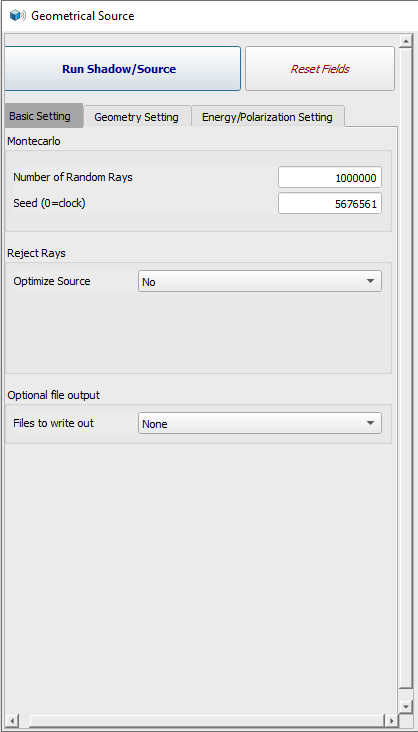 Geometrical Source
Run Shadow/Source
Reset Fields
Basic Setting
Geometry Setting
Energy/Polarization Setting
Montecarlo
Number of Random Rays
1000000
Seed (0=clock)
5676561
Reject Rays
Optimize Source
No
Optional file output
Files to write out
None